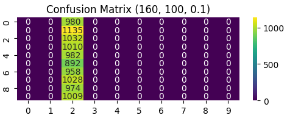 Confusion Matrix (160, 100, 0.1)
0 0 0 980 0 0 0 0 0 0 0
0 0 1135 0 0 0 0 0 0 0
2 0 0 1032 0 0 0 0 0 0 0
0 0 1010 0 0 0 0 0 0 0
4 0 0 982 0 0 0 0 0 0 0
0 0 892 0 0 0 0 0 0 0
6 0 0 958 0 0 0 0 0 0 0
0 0 1028 0 0 0 0 0 0 0
8 0 0 974 0 0 0 0 0 0 0
0 0 1009 0 0 0 0 0 0 0
0 1 2 3 4 5 6 7 8 9
1000
500
0